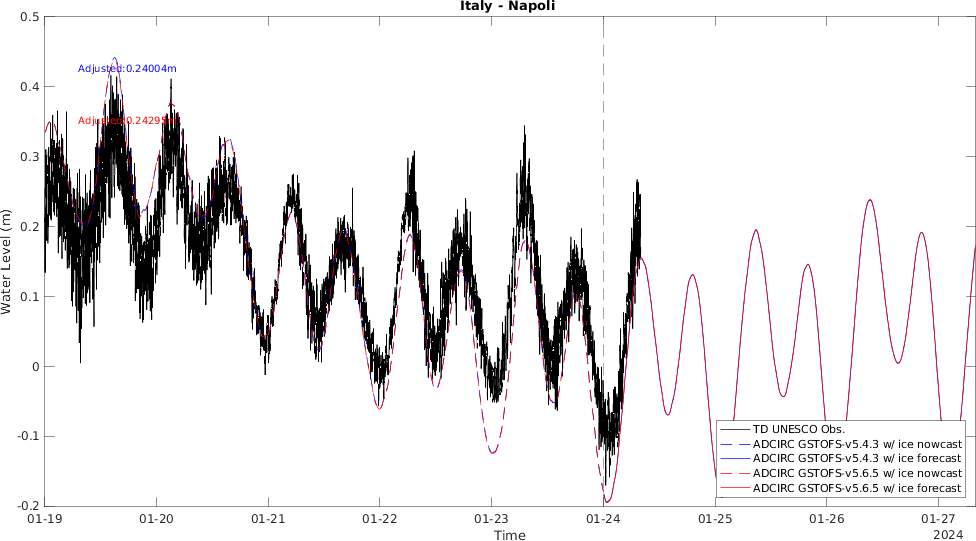 Italy - Napoli
0.5
0.4
0.3
0.2
0.1
0
-0.1
-0.2
Water Level (m)
Adjusted:0.24004m
Adjusted:0.24295m
01-19
01-20
01-21
01-22
01-23
01-24
01-25
01-26
01-27
Time
2024
TD UNESCO Obs.
ADCIRC GSTOFS-v5.4.3 w/ ice nowcast
ADCIRC GSTOFS-v5.4.3 w/ ice forecast
ADCIRC GSTOFS-v5.6.5 w/ ice nowcast
ADCIRC GSTOFS-v5.6.5 w/ ice forecast